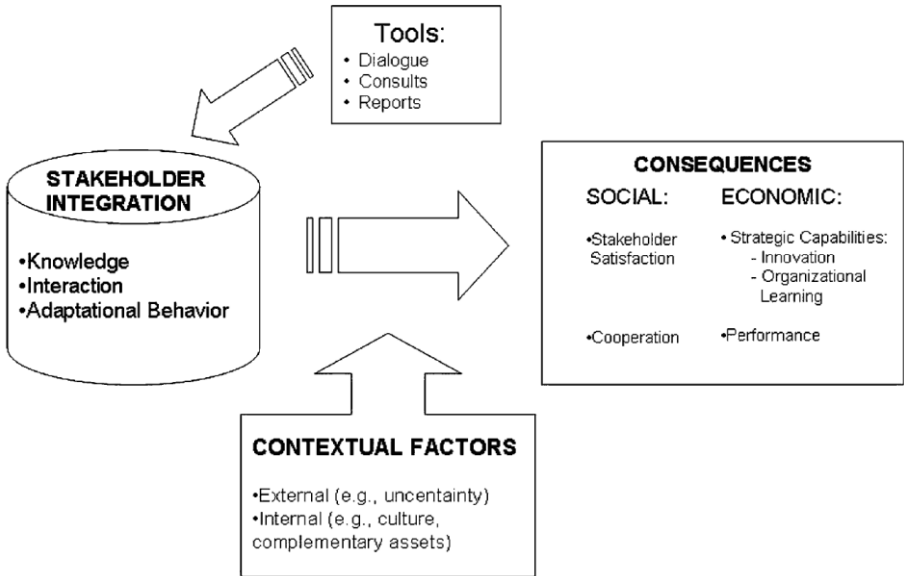 Tools:
• Dialogue
• Consults
• Reports
STAKEHOLDER
INTEGRATION
•Knowledge
•Interaction
•Adaptational Behavior
CONSEQUENCES
SOCIAL:
•Stakeholder
Satisfaction
•Cooperation
ECONOMIC:
• Strategic Capabilities:
- Innovation
- Organizational
Learning
•Performance
CONTEXTUAL FACTORS
•External (e.g., uncentainty)
•Internal (e.g., culture,
complementary assets)